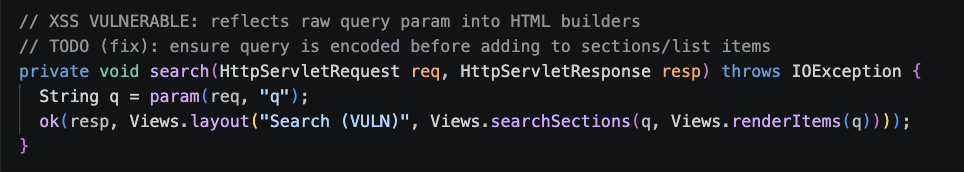 // XSS VULNERABLE: reflects raw query param into HTML builders
// TODO (fix): ensure query is encoded before adding to sections/list items
private void search(HttpServletRequest req, HttpServletResponse resp) throws IOException {
  String q = param(req, "q");
  ok(resp, Views.layout("Search (VULN)", Views.searchSections(q, Views.renderItems(q))));
}